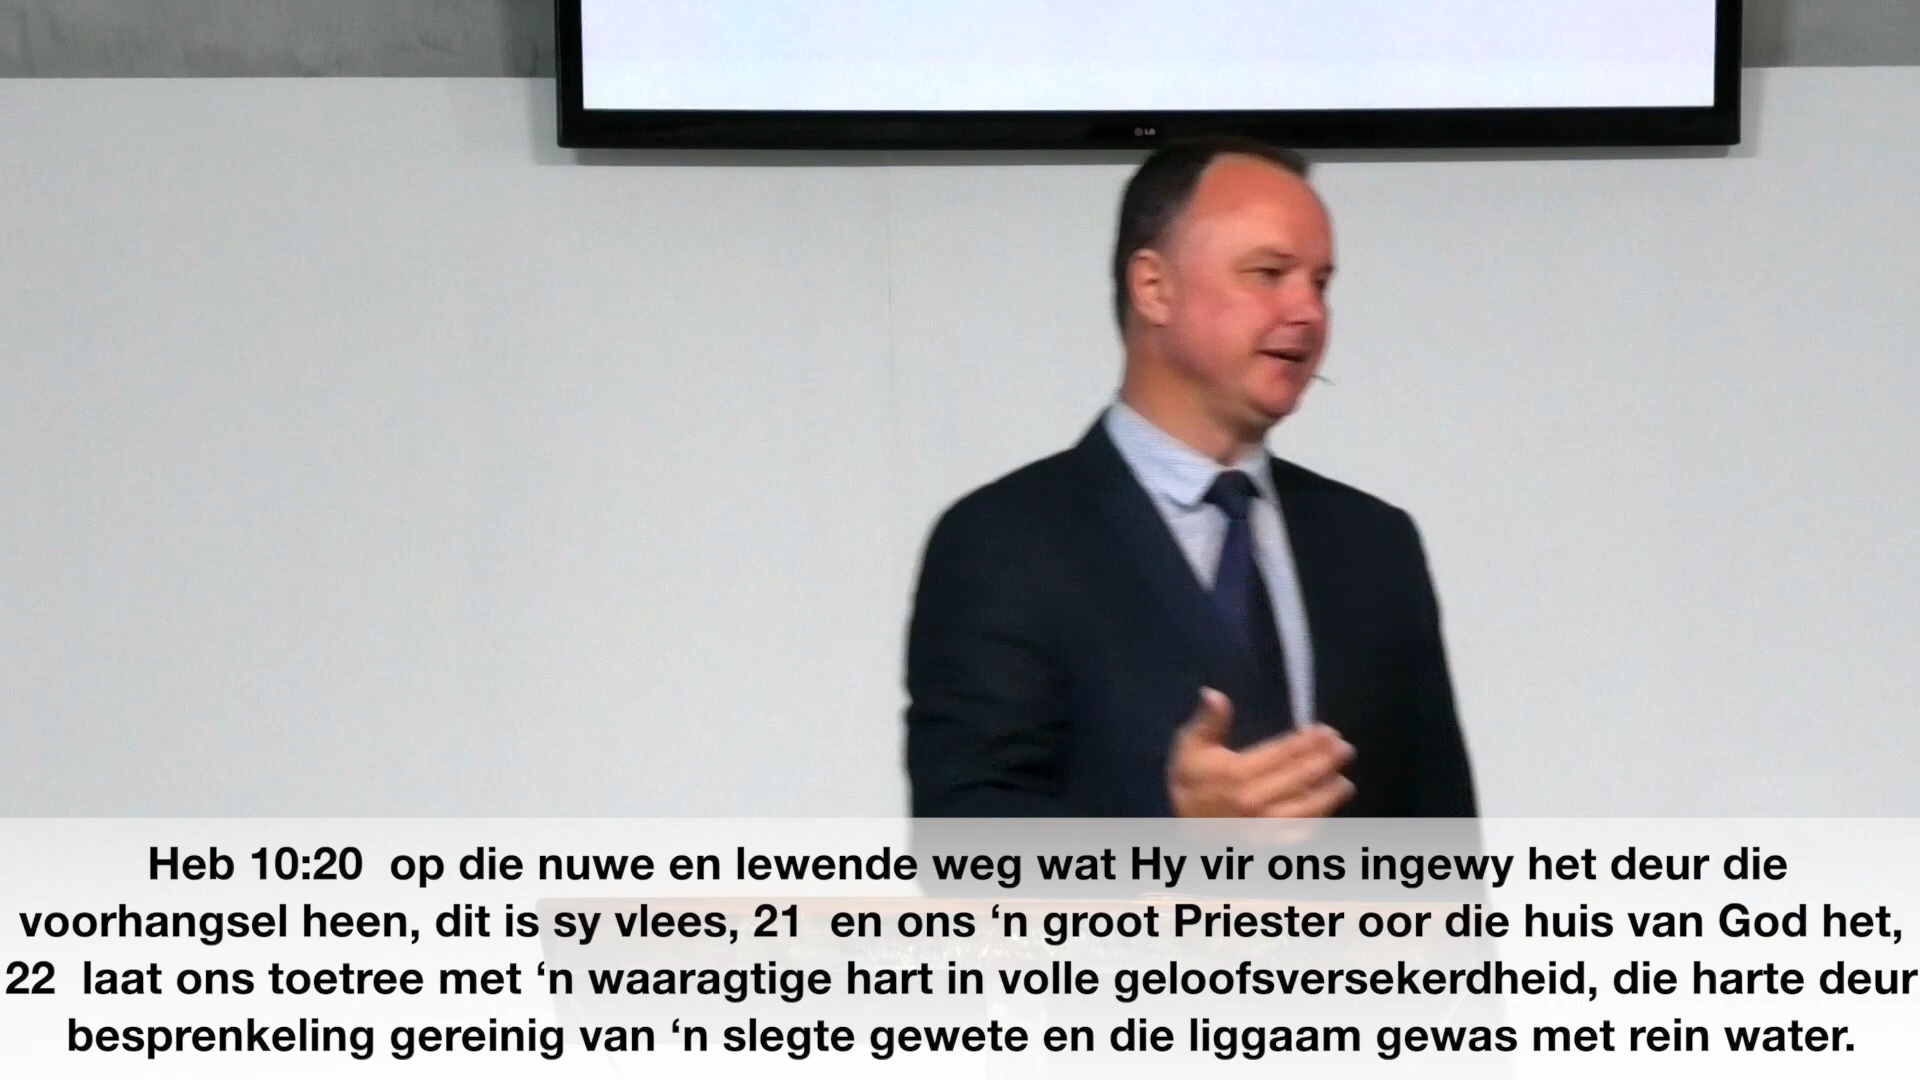 LG
Heb 10:20  op die nuwe en lewende weg wat Hy vir ons ingewy het deur die
voorhangsel heen, dit is sy vlees, 21  en ons ‘n groot Priester oor die huis van God het,
22  laat ons toetree met ‘n waaragtige hart in volle geloofsversekerdheid, die harte deur
besprenkeling gereinig van ‘n slegte gewete en die liggaam gewas met rein water.